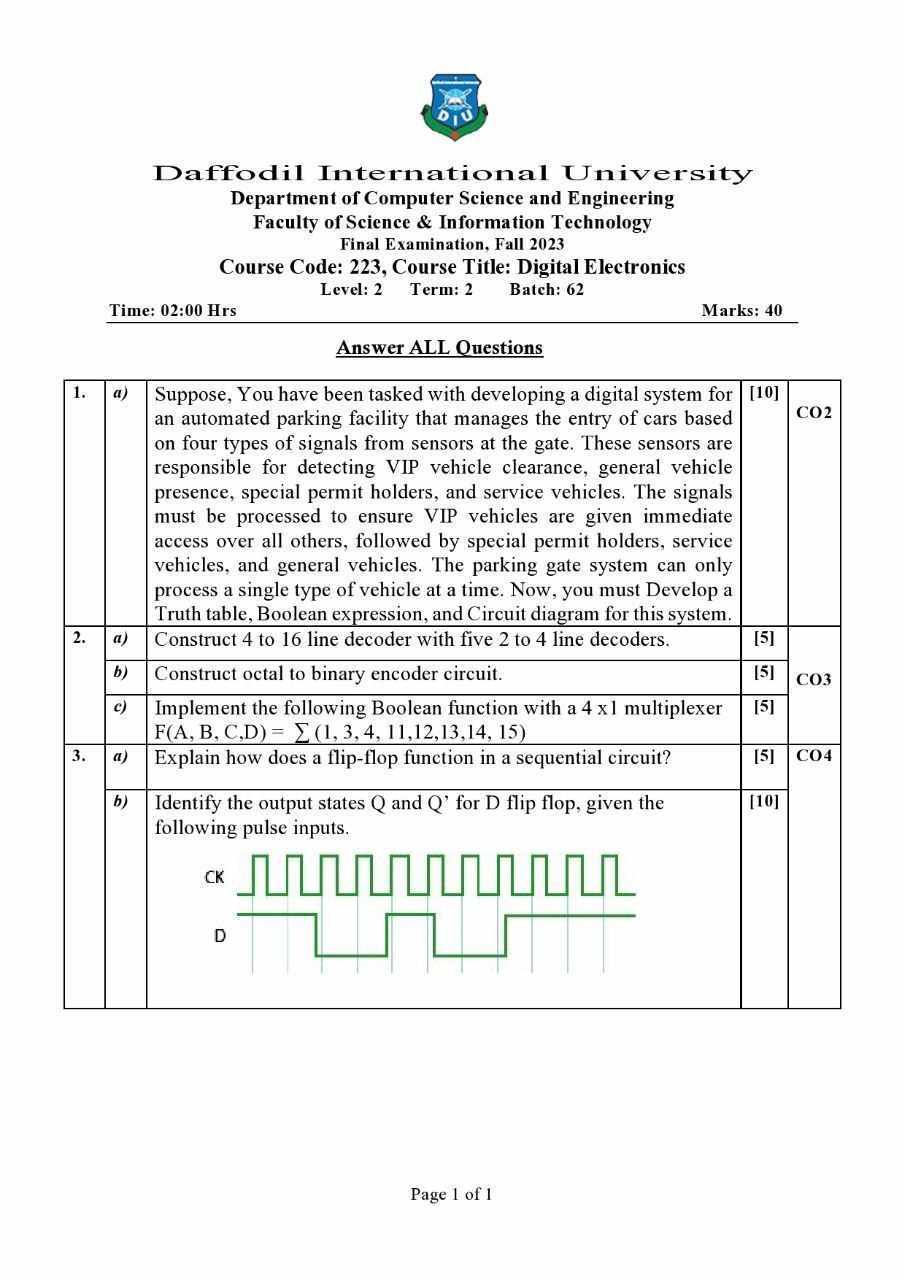 DIU
Daffodil International University
Department of Computer Science and Engineering
Faculty of Science & Information Technology
Final Examination, Fall 2023
Course Code: 223, Course Title: Digital Electronics
Level: 2 Term: 2 Batch: 62
Time: 02:00 Hrs Marks: 40
Answer ALL Questions
1. a) Suppose, You have been tasked with developing a digital system for [10]
an automated parking facility that manages the entry of cars based CO2
on four types of signals from sensors at the gate. These sensors are
responsible for detecting VIP vehicle clearance, general vehicle
presence, special permit holders, and service vehicles. The signals
must be processed to ensure VIP vehicles are given immediate
access over all others, followed by special permit holders, service
vehicles, and general vehicles. The parking gate system can only
process a single type of vehicle at a time. Now, you must Develop a
Truth table, Boolean expression, and Circuit diagram for this system.
2. a) Construct 4 to 16 line decoder with five 2 to 4 line decoders. [5]
b) Construct octal to binary encoder circuit. [5] CO3
c) Implement the following Boolean function with a 4 x1 multiplexer [5]
F(A, B, C,D) = ∑ (1, 3, 4, 11,12,13,14, 15)
3. a) Explain how does a flip-flop function in a sequential circuit? [5] CO4
b) Identify the output states Q and Q’ for D flip flop, given the [10]
following pulse inputs.
CK
D
Page 1 of 1